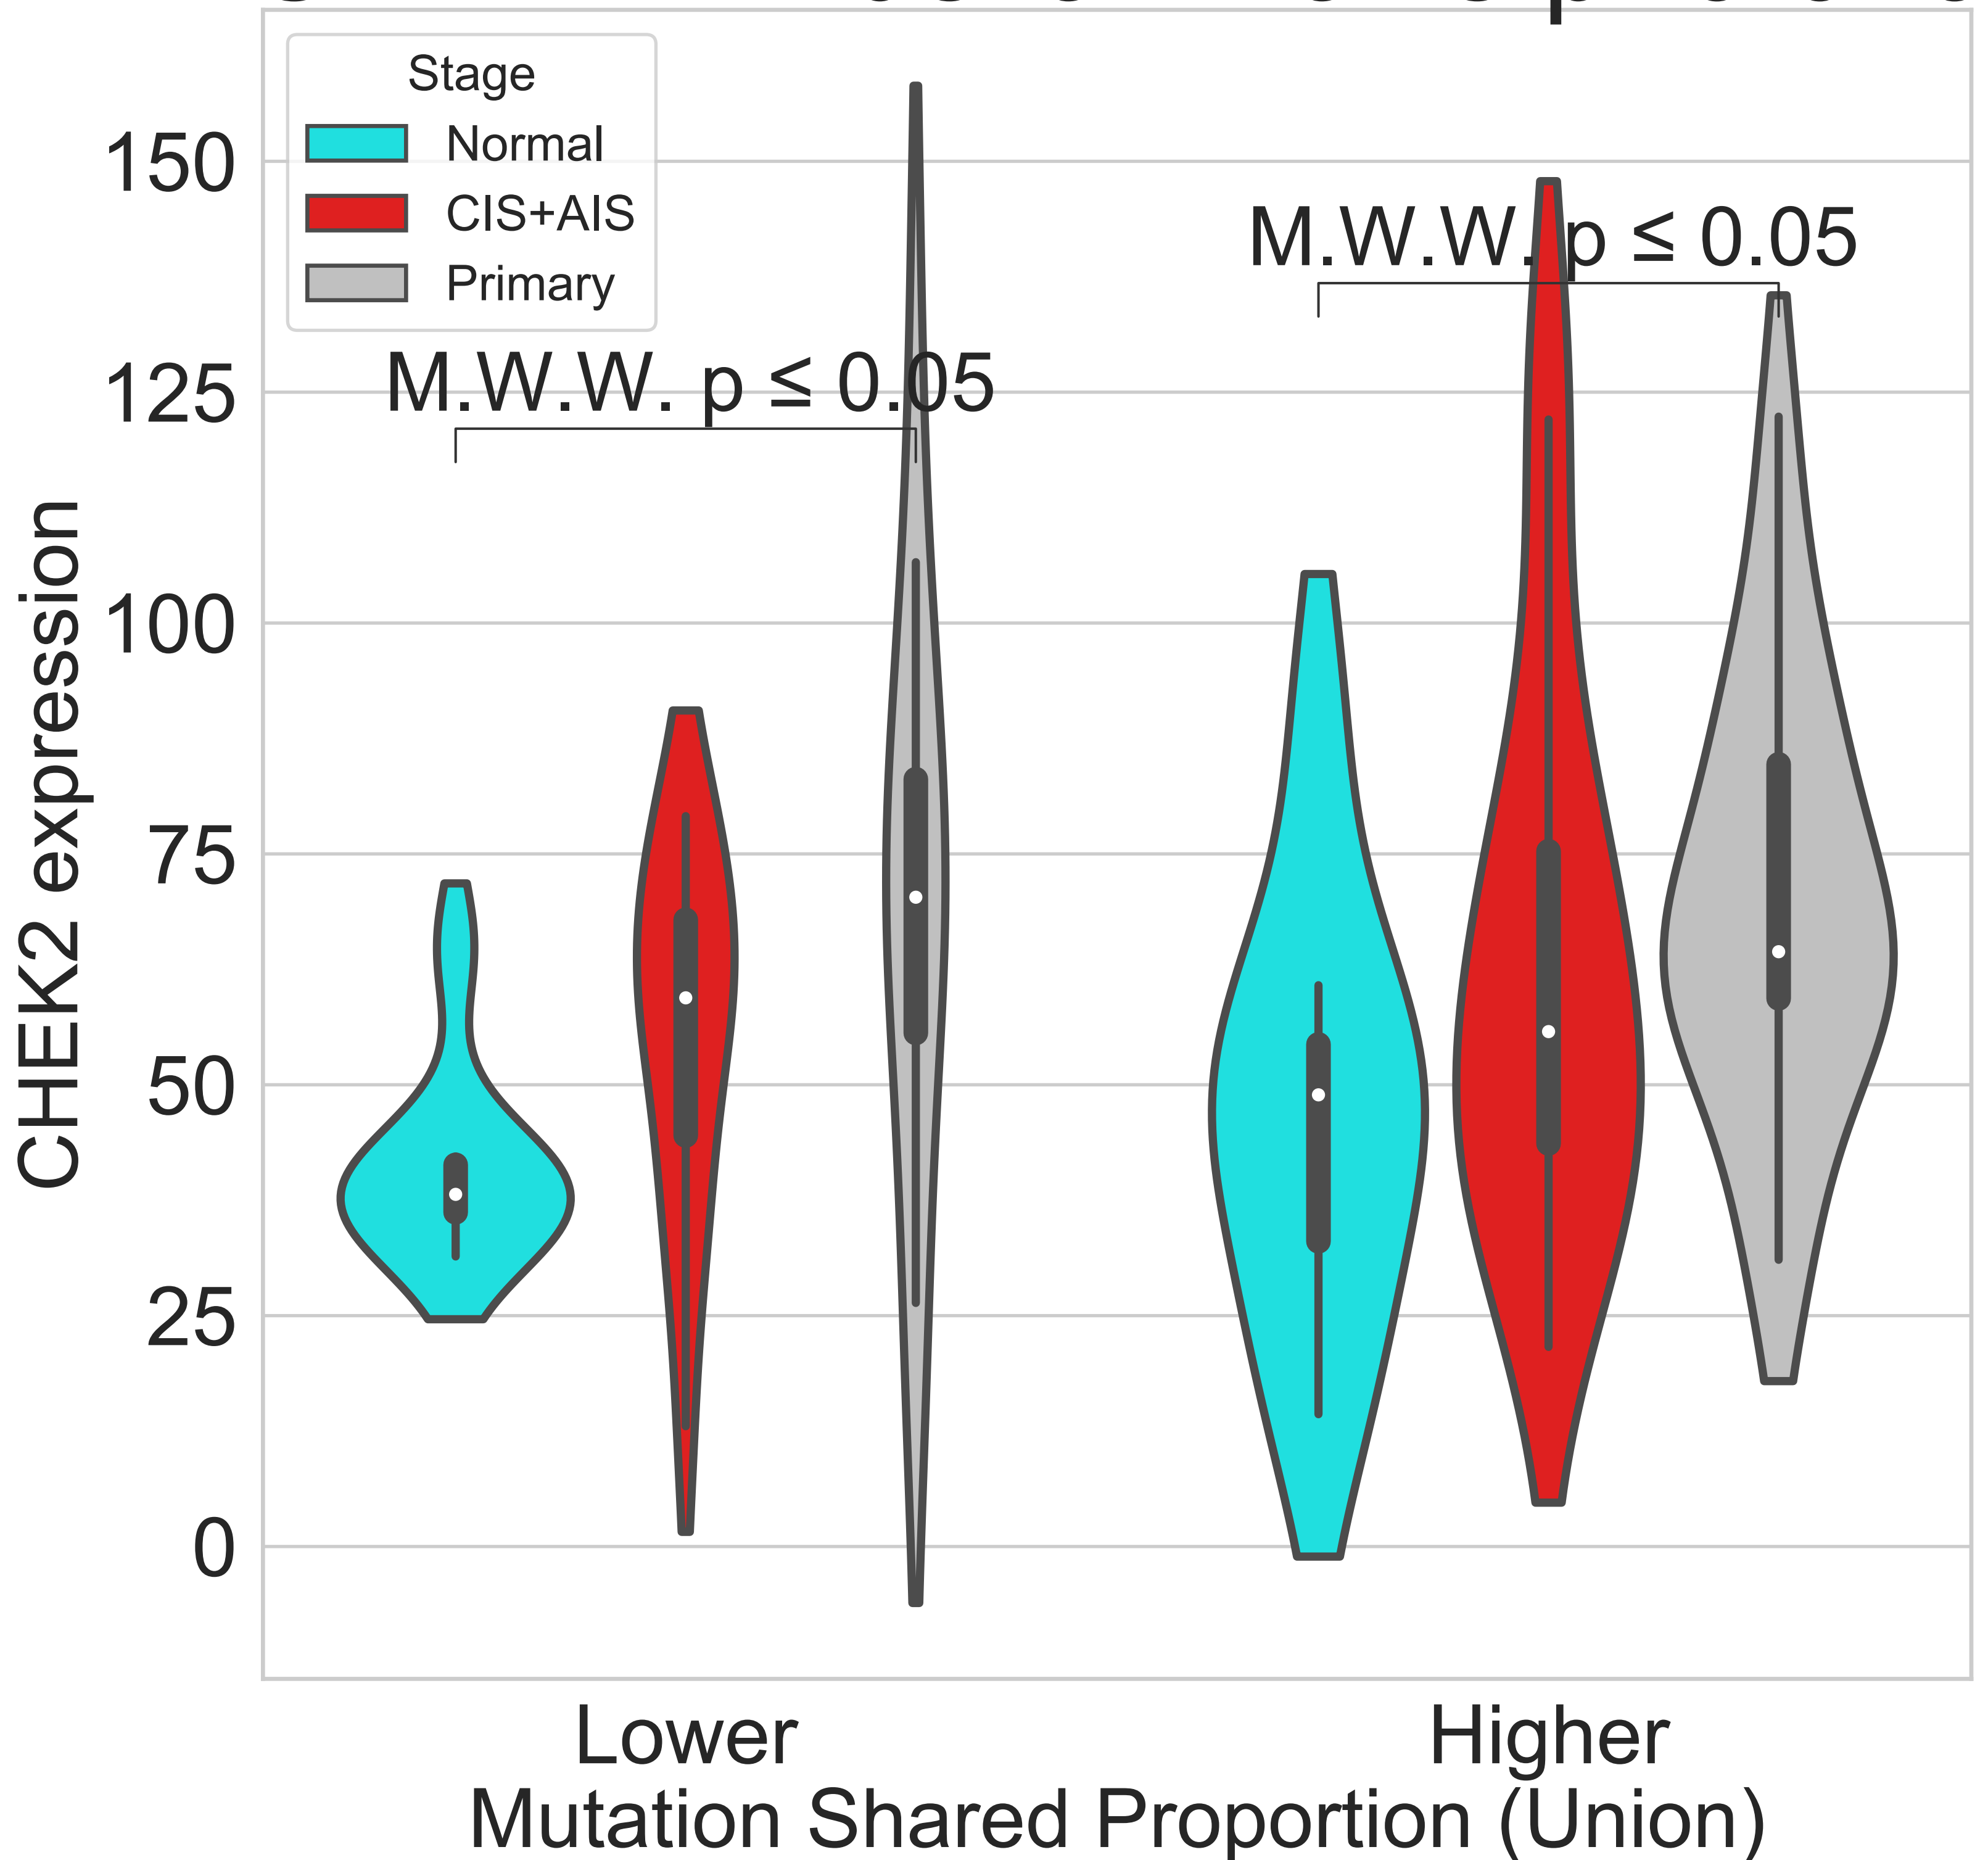 Stage
Normal
CIS+AIS
Primary
M.W.W. p ≤ 0.05
M.W.W. p ≤ 0.05
CHEK2 expression
150
125
100
75
50
25
0
Lower
Higher
Mutation Shared Proportion (Union)